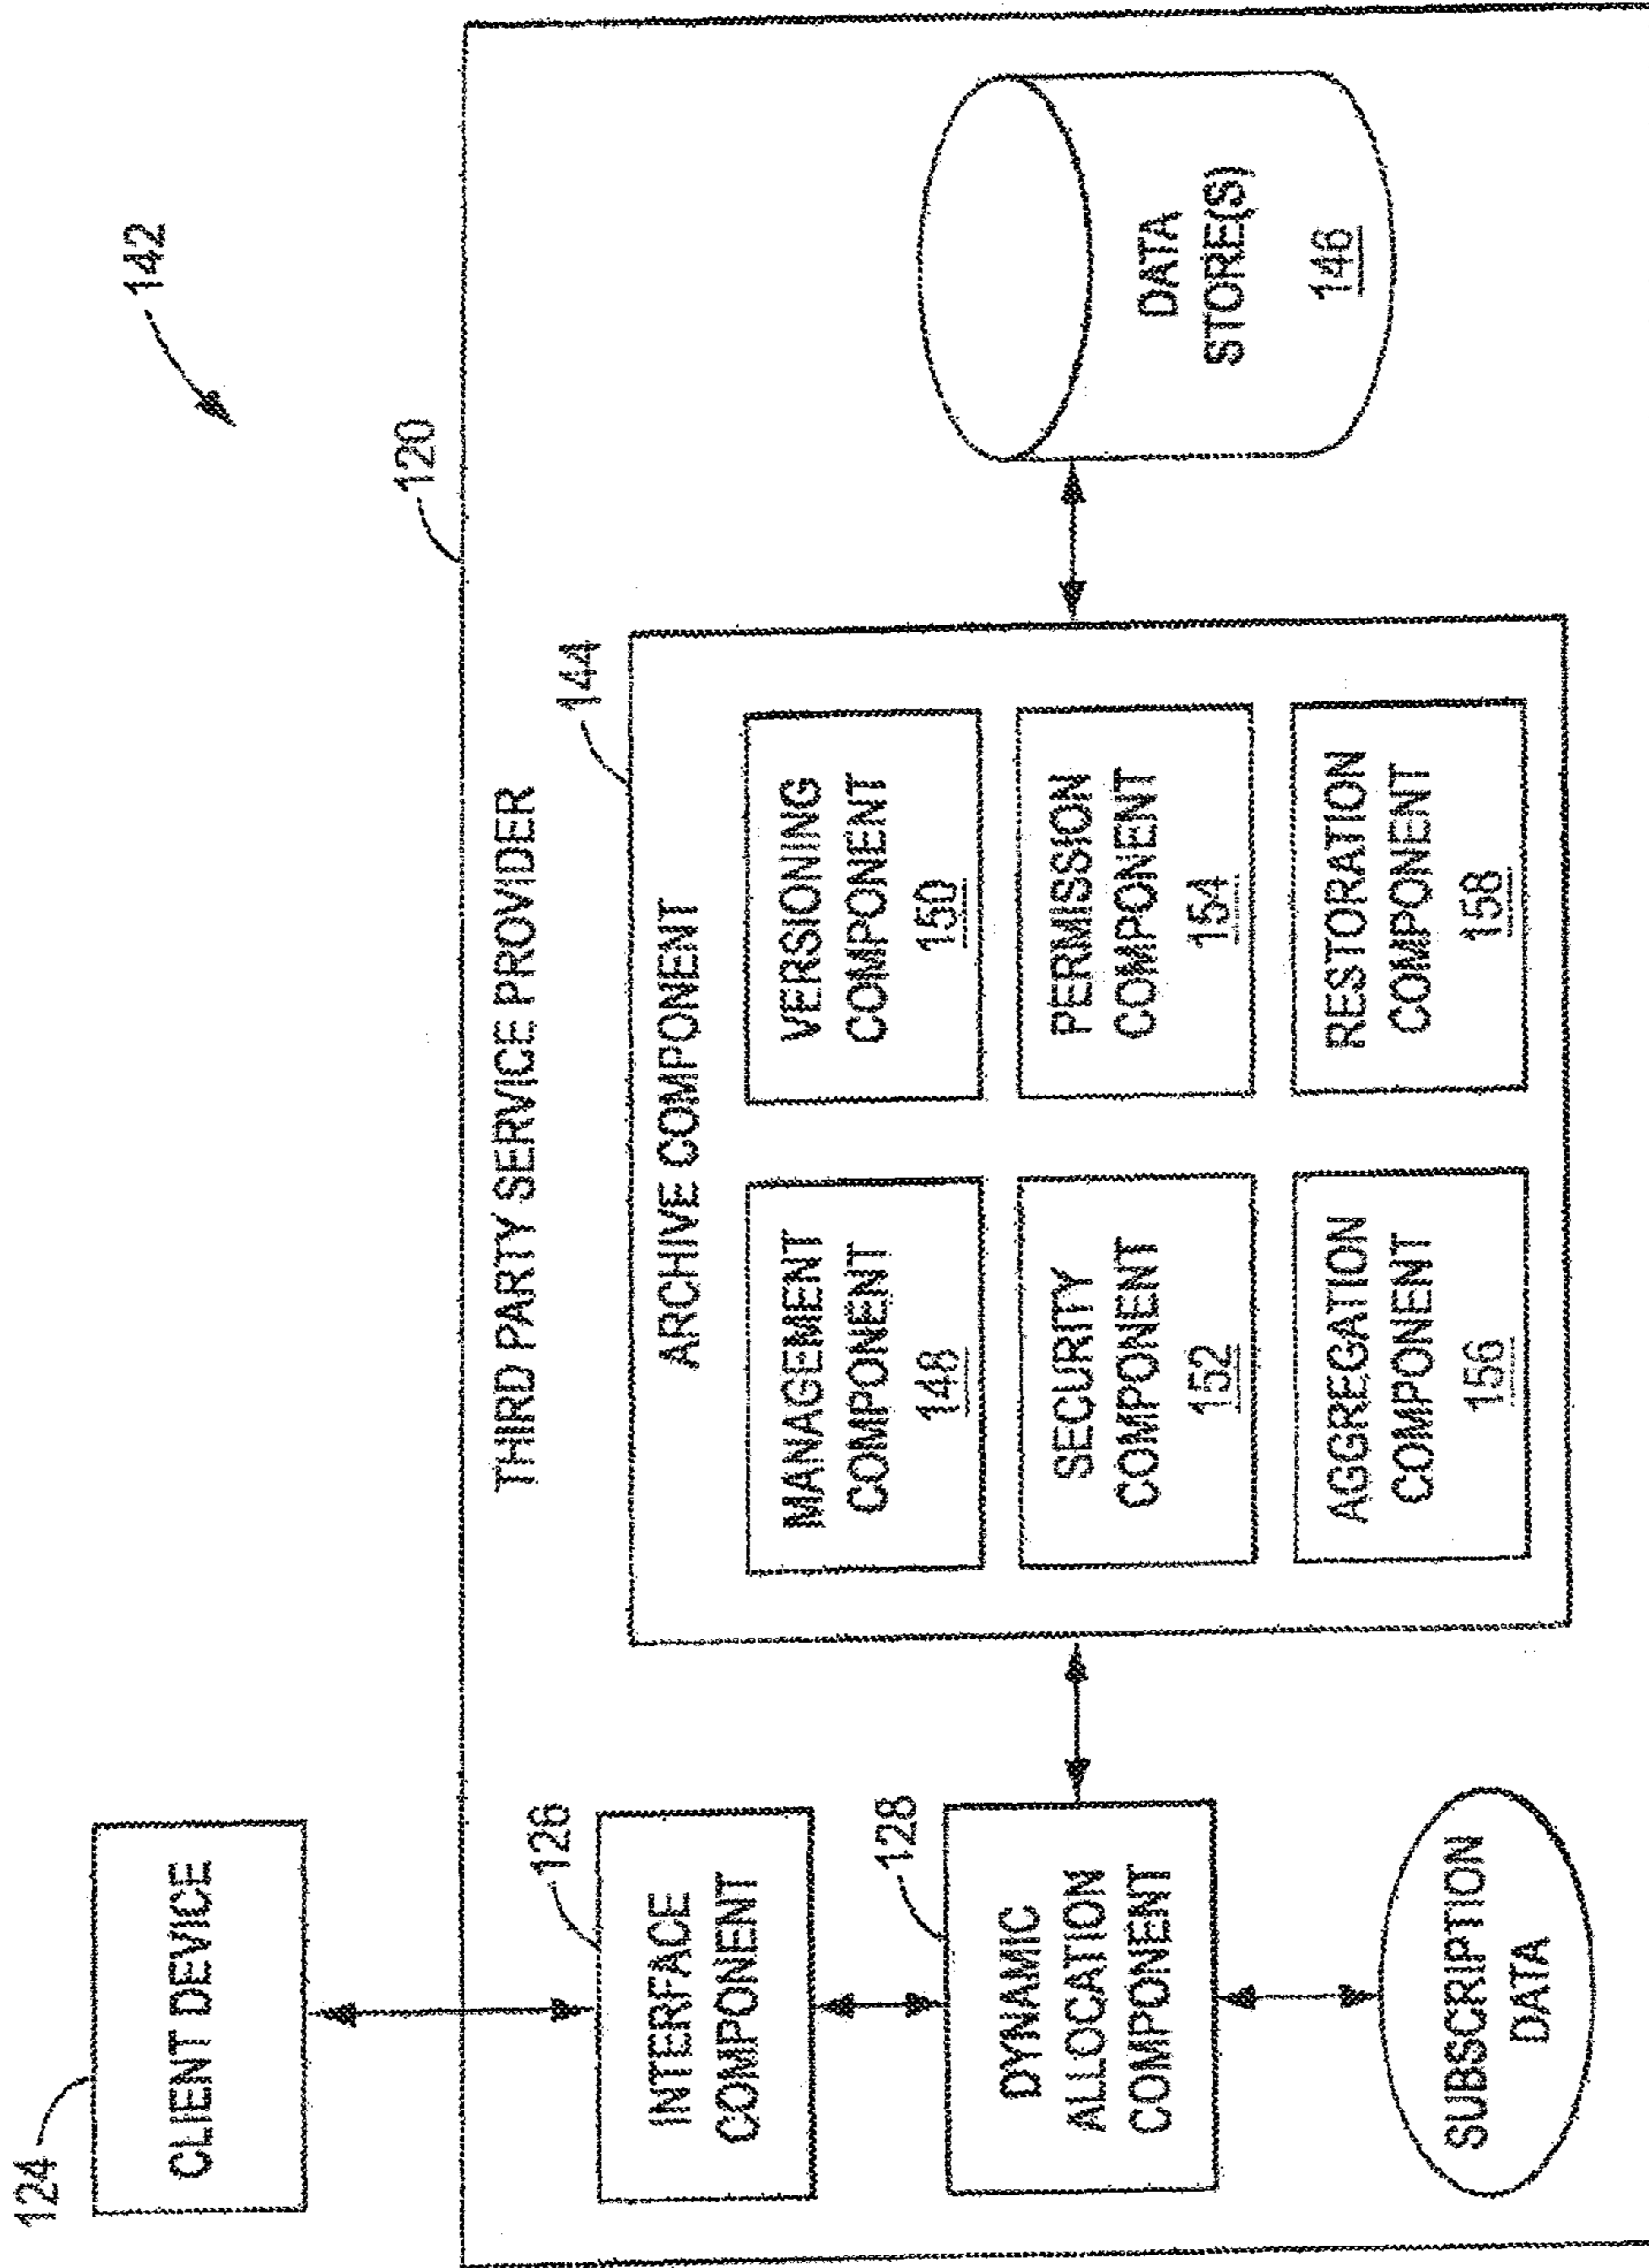 142
124
CLIENT DEVICE
120
THIRD PARTY SERVICE PROVIDER
126
INTERFACE
COMPONENT
144
ARCHIVE COMPONENT
MANAGEMENT
COMPONENT
148
VERSIONING
COMPONENT
150
128
DYNAMIC
ALLOCATION
COMPONENT
SECURITY
COMPONENT
152
PERMISSION
COMPONENT
154
DATA
STORE(S)
146
AGGREGATION
COMPONENT
156
RESTORATION
COMPONENT
158
SUBSCRIPTION
DATA